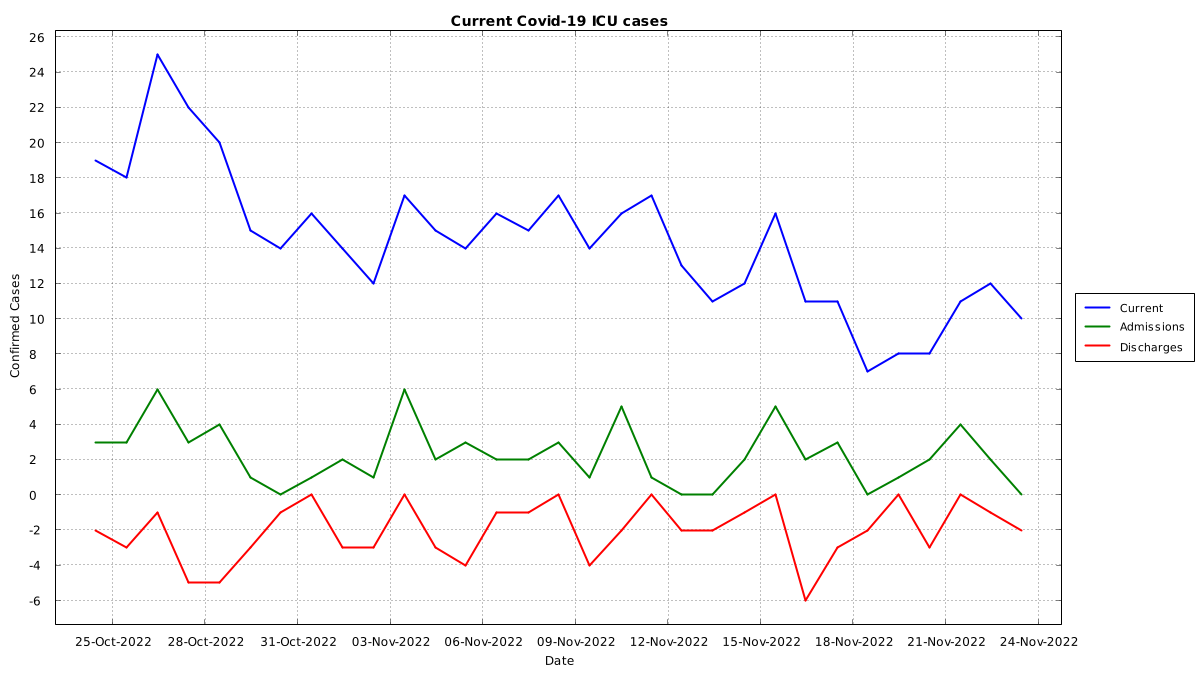 Current Covid-19 ICU cases
26
24
22
20
18
16
14
12
10
8
6
4
2
0
-2
-4
-6
Confirmed Cases
25-Oct-2022 28-Oct-2022 31-Oct-2022 03-Nov-2022 06-Nov-2022 09-Nov-2022 12-Nov-2022 15-Nov-2022 18-Nov-2022 21-Nov-2022 24-Nov-2022
Date
Current
Admissions
Discharges